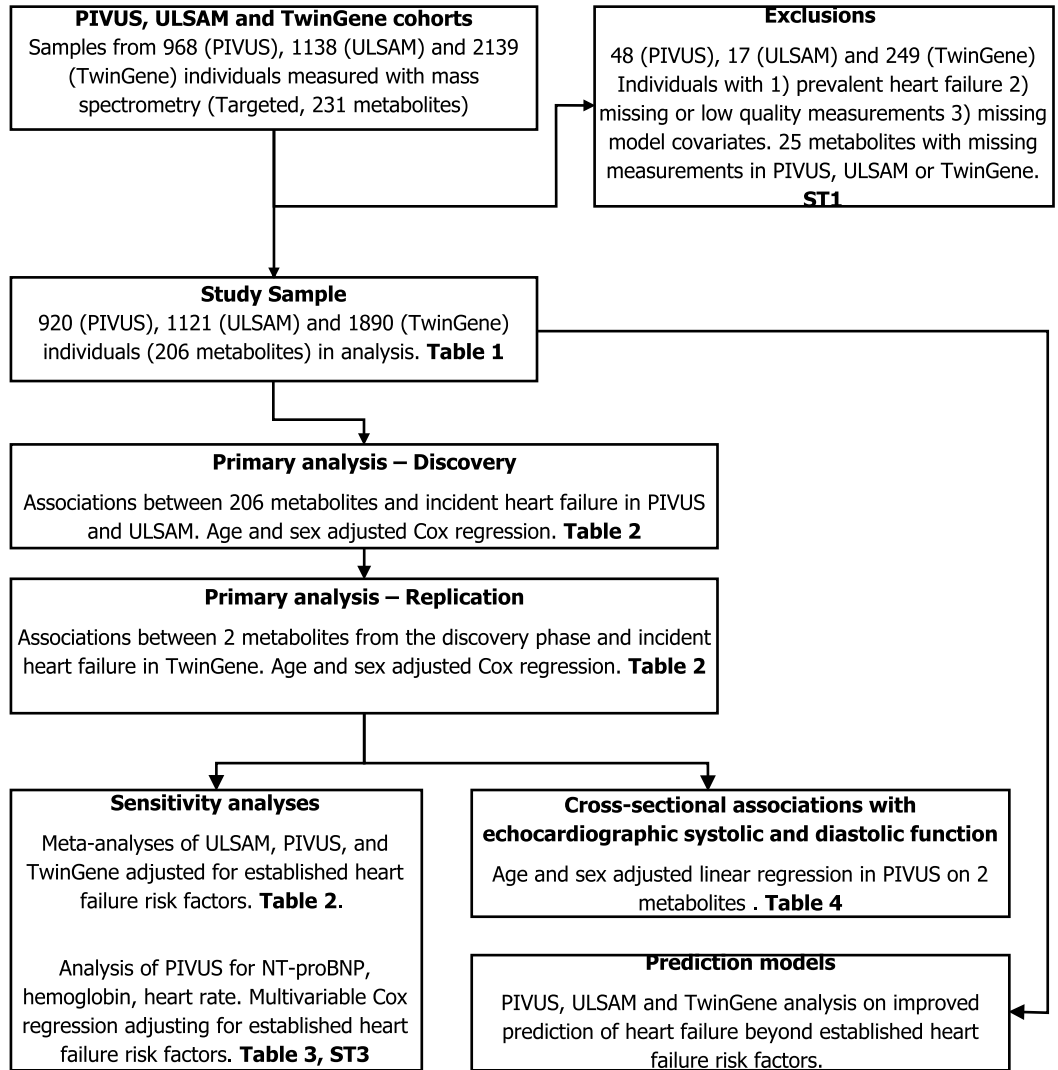 PIVUS, ULSAM and TwinGene cohorts
Samples from 968 (PIVUS), 1138 (ULSAM) and 2139
(TwinGene) individuals measured with mass
spectrometry (Targeted, 231 metabolites)
Exclusions
48 (PIVUS), 17 (ULSAM) and 249 (TwinGene)
Individuals with 1) prevalent heart failure 2)
missing or low quality measurements 3) missing
model covariates. 25 metabolites with missing
measurements in PIVUS, ULSAM or TwinGene.
ST1
Study Sample
920 (PIVUS), 1121 (ULSAM) and 1890 (TwinGene)
individuals (206 metabolites) in analysis. Table 1
Primary analysis – Discovery
Associations between 206 metabolites and incident heart failure in PIVUS
and ULSAM. Age and sex adjusted Cox regression. Table 2
Primary analysis – Replication
Associations between 2 metabolites from the discovery phase and incident
heart failure in TwinGene. Age and sex adjusted Cox regression. Table 2
Sensitivity analyses
Meta-analyses of ULSAM, PIVUS, and
TwinGene adjusted for established heart
failure risk factors. Table 2.
Analysis of PIVUS for NT-proBNP,
hemoglobin, heart rate. Multivariable Cox
regression adjusting for established heart
failure risk factors. Table 3, ST3
Cross-sectional associations with
echocardiographic systolic and diastolic function
Age and sex adjusted linear regression in PIVUS on 2
metabolites . Table 4
Prediction models
PIVUS, ULSAM and TwinGene analysis on improved
prediction of heart failure beyond established heart
failure risk factors.